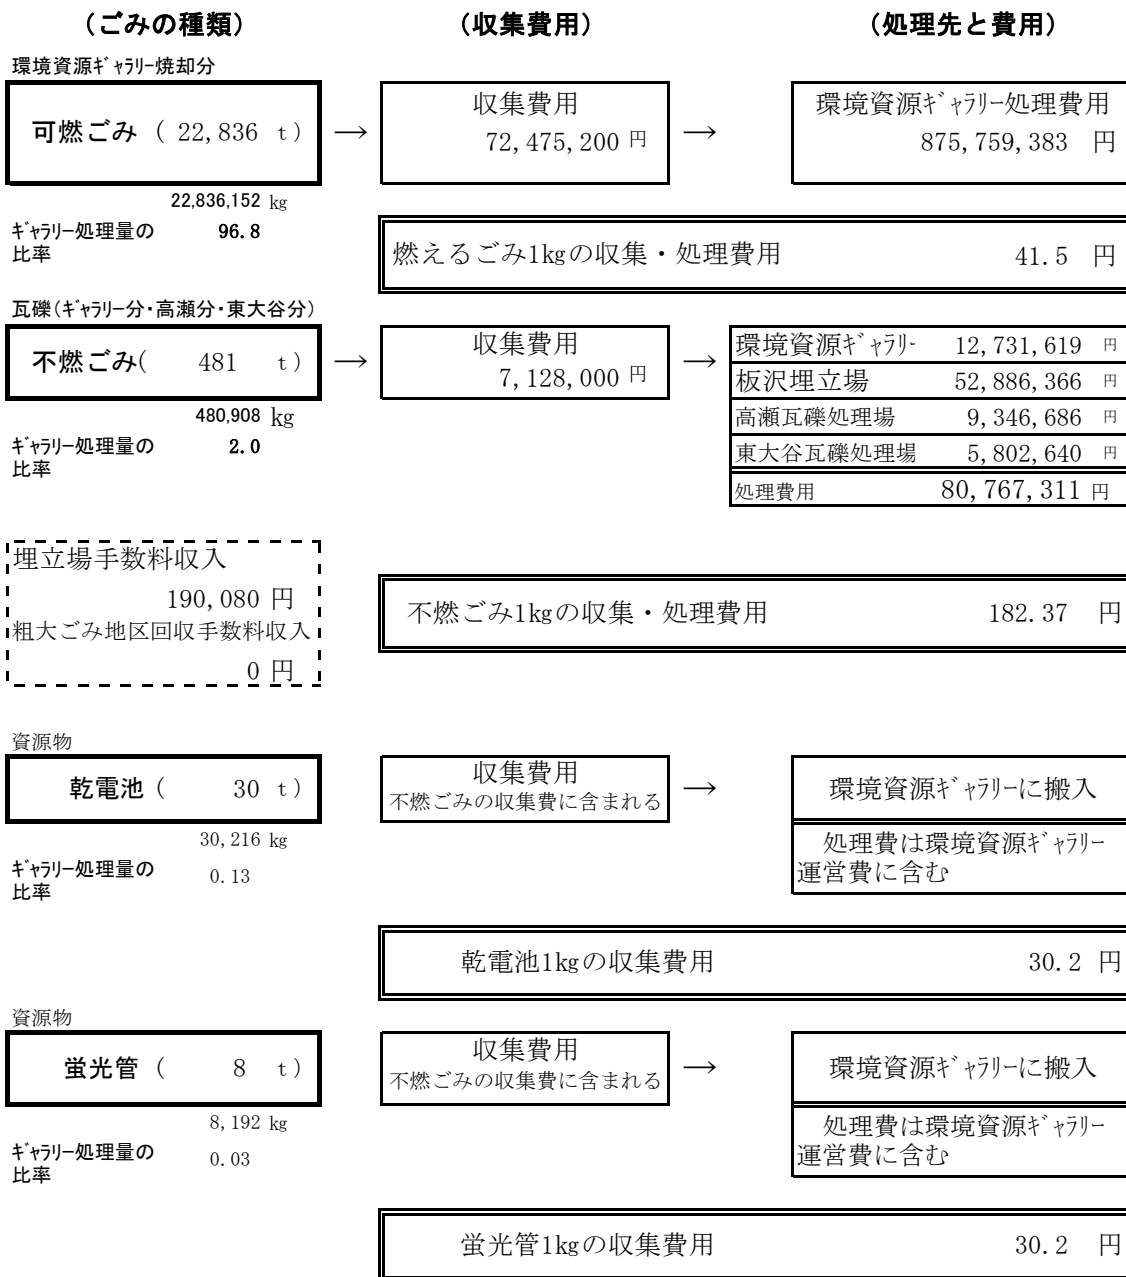 (ごみの種類) (収集費用) (処理先と費用)
環境資源ギャラリー焼却分
可燃ごみ ( 22,836 t) → 収集費用 72,475,200 円 → 環境資源ギャラリー処理費用 875,759,383 円
22,836,152 kg
ギャラリー処理量の比率 96.8
燃えるごみ1kgの収集・処理費用 41.5 円
瓦礫(ギャラリー分・高瀬分・東大谷分)
不燃ごみ( 481 t) → 収集費用 7,128,000 円 →
環境資源ギャラリー 12,731,619 円
板沢埋立場 52,886,366 円
高瀬瓦礫処理場 9,346,686 円
東大谷瓦礫処理場 5,802,640 円
処理費用 80,767,311 円
480,908 kg
ギャラリー処理量の比率 2.0
埋立場手数料収入
190,080 円
粗大ごみ地区回収手数料収入
0 円
不燃ごみ1kgの収集・処理費用 182.37 円
資源物
乾電池 ( 30 t)
収集費用
不燃ごみの収集費に含まれる
→
環境資源ギャラリーに搬入
処理費は環境資源ギャラリー
運営費に含む
30,216 kg
ギャラリー処理量の比率 0.13
乾電池1kgの収集費用 30.2 円
資源物
蛍光管 ( 8 t)
収集費用
不燃ごみの収集費に含まれる
→
環境資源ギャラリーに搬入
処理費は環境資源ギャラリー
運営費に含む
8,192 kg
ギャラリー処理量の比率 0.03
蛍光管1kgの収集費用 30.2 円